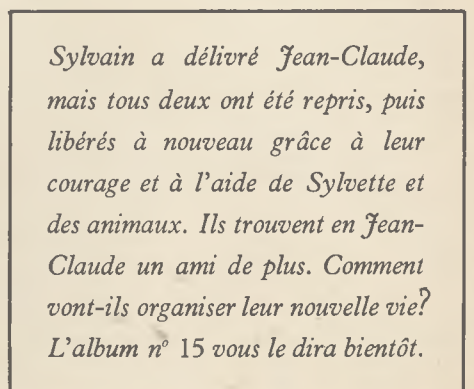 Sylvain a délivré Jean-Claude,
mais tous deux ont été repris, puis
libérés à nouveau grâce à leur
courage et à l'aide de Sylvette et
des animaux. Ils trouvent en Jean-
Claude un ami de plus. Comment
vont-ils organiser leur nouvelle vie?
L'album nº 15 vous le dira bientôt.